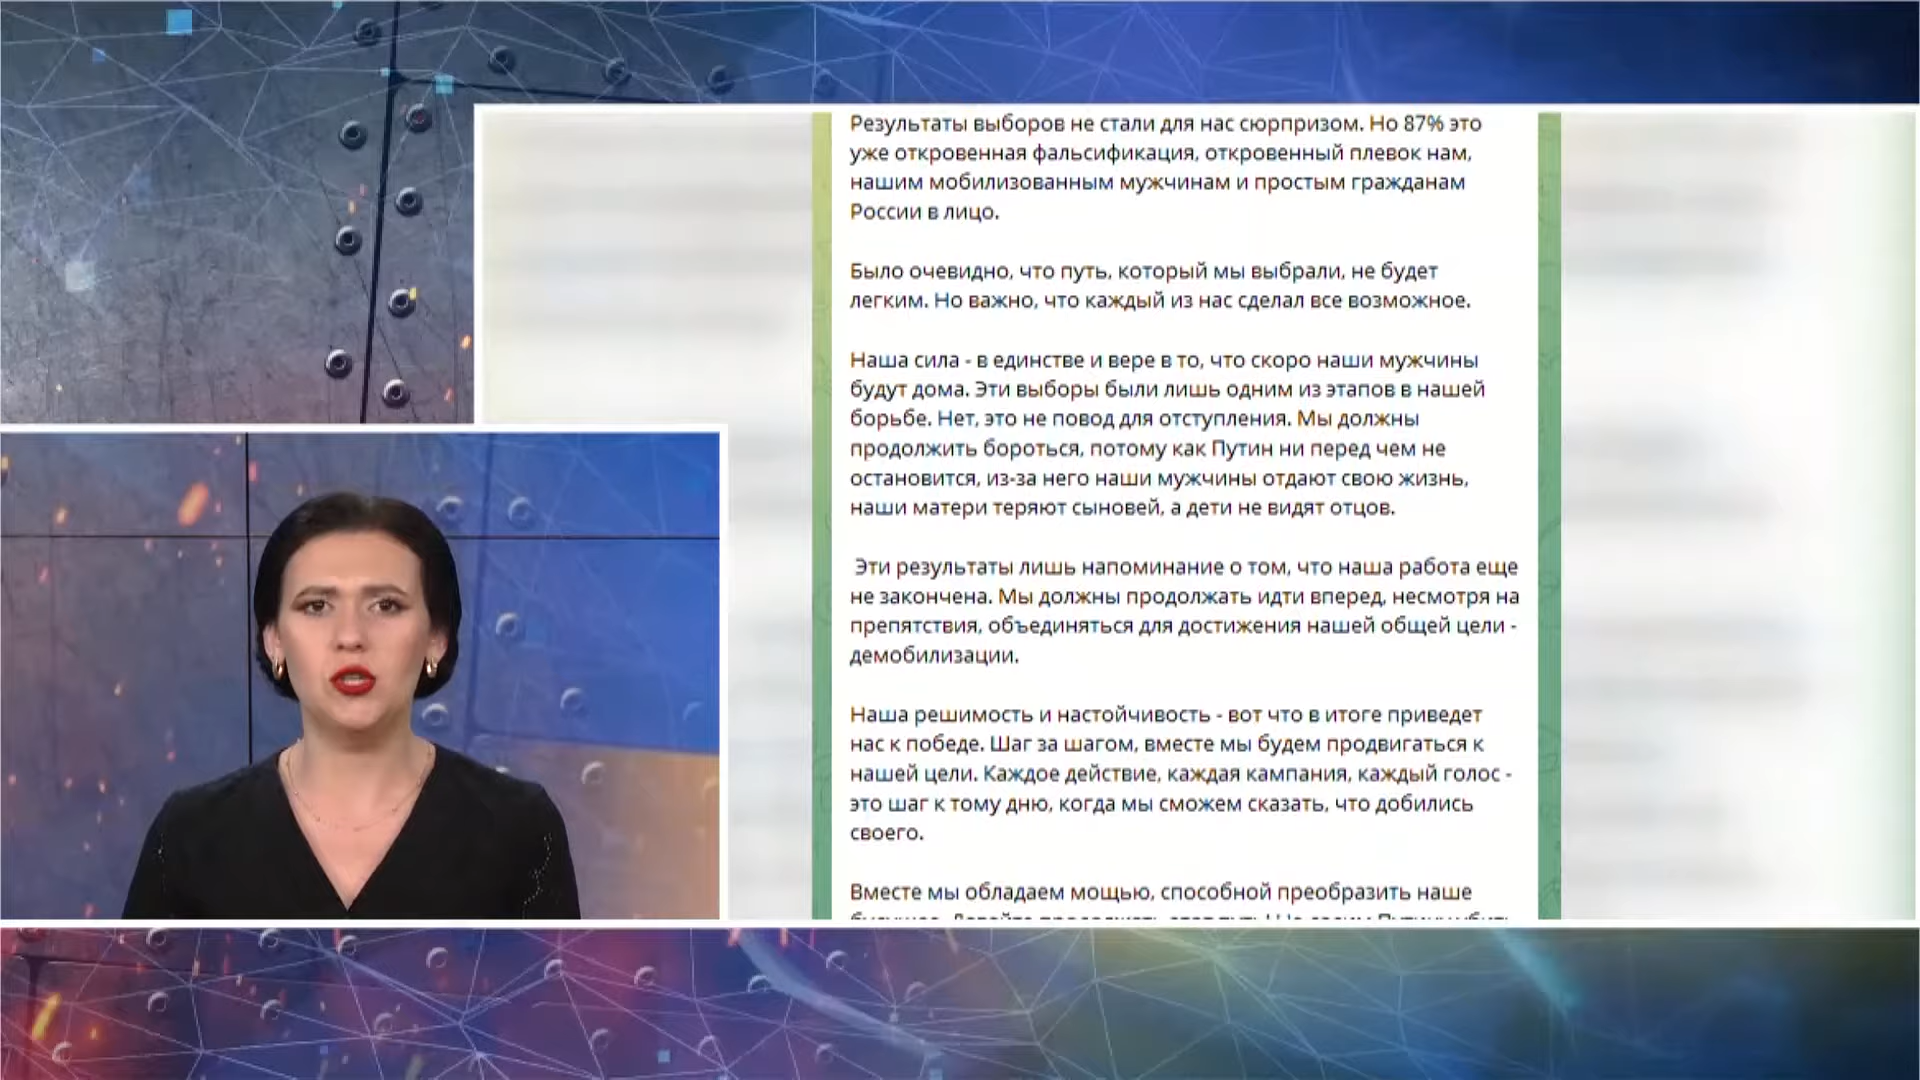 Результаты выборов не стали для нас сюрпризом. Но 87% это
уже откровенная фальсификация, откровенный плевок нам,
нашим мобилизованным мужчинам и простым гражданам
России в лицо.
Было очевидно, что путь, который мы выбрали, не будет
легким. Но важно, что каждый из нас сделал все возможное.
Наша сила - в единстве и вере в то, что скоро наши мужчины
будут дома. Эти выборы были лишь одним из этапов в нашей
борьбе. Нет, это не повод для отступления. Мы должны
продолжить бороться, потому как Путин ни перед чем не
остановится, из-за него наши мужчины отдают свою жизнь,
наши матери теряют сыновей, а дети не видят отцов.
Эти результаты лишь напоминание о том, что наша работа еще
не закончена. Мы должны продолжать идти вперед, несмотря на
препятствия, объединяться для достижения нашей общей цели -
демобилизации.
Наша решимость и настойчивость - вот что в итоге приведет
нас к победе. Шаг за шагом, вместе мы будем продвигаться к
нашей цели. Каждое действие, каждая кампания, каждый голос -
это шаг к тому дню, когда мы сможем сказать, что добились
своего.
Вместе мы обладаем мощью, способной преобразить наше